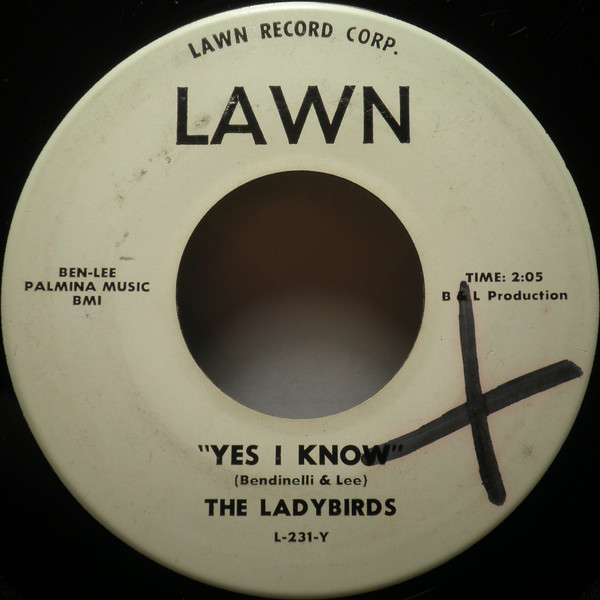 LAWN RECORD CORP.
LAWN
BEN-LEE
PALMINA MUSIC
BMI
TIME: 2:05
B & L Production
"YES I KNOW"
(Bendinelli & Lee)
THE LADYBIRDS
L-231-Y